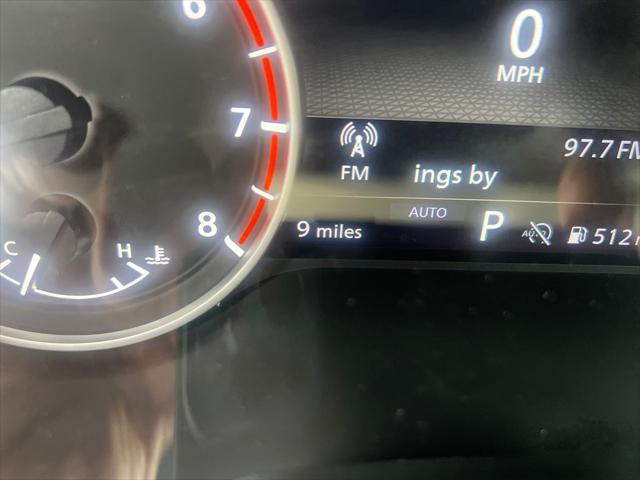 6
7
8
C H
0
MPH
FM
97.7 FM
ings by
AUTO
9 miles
P
512